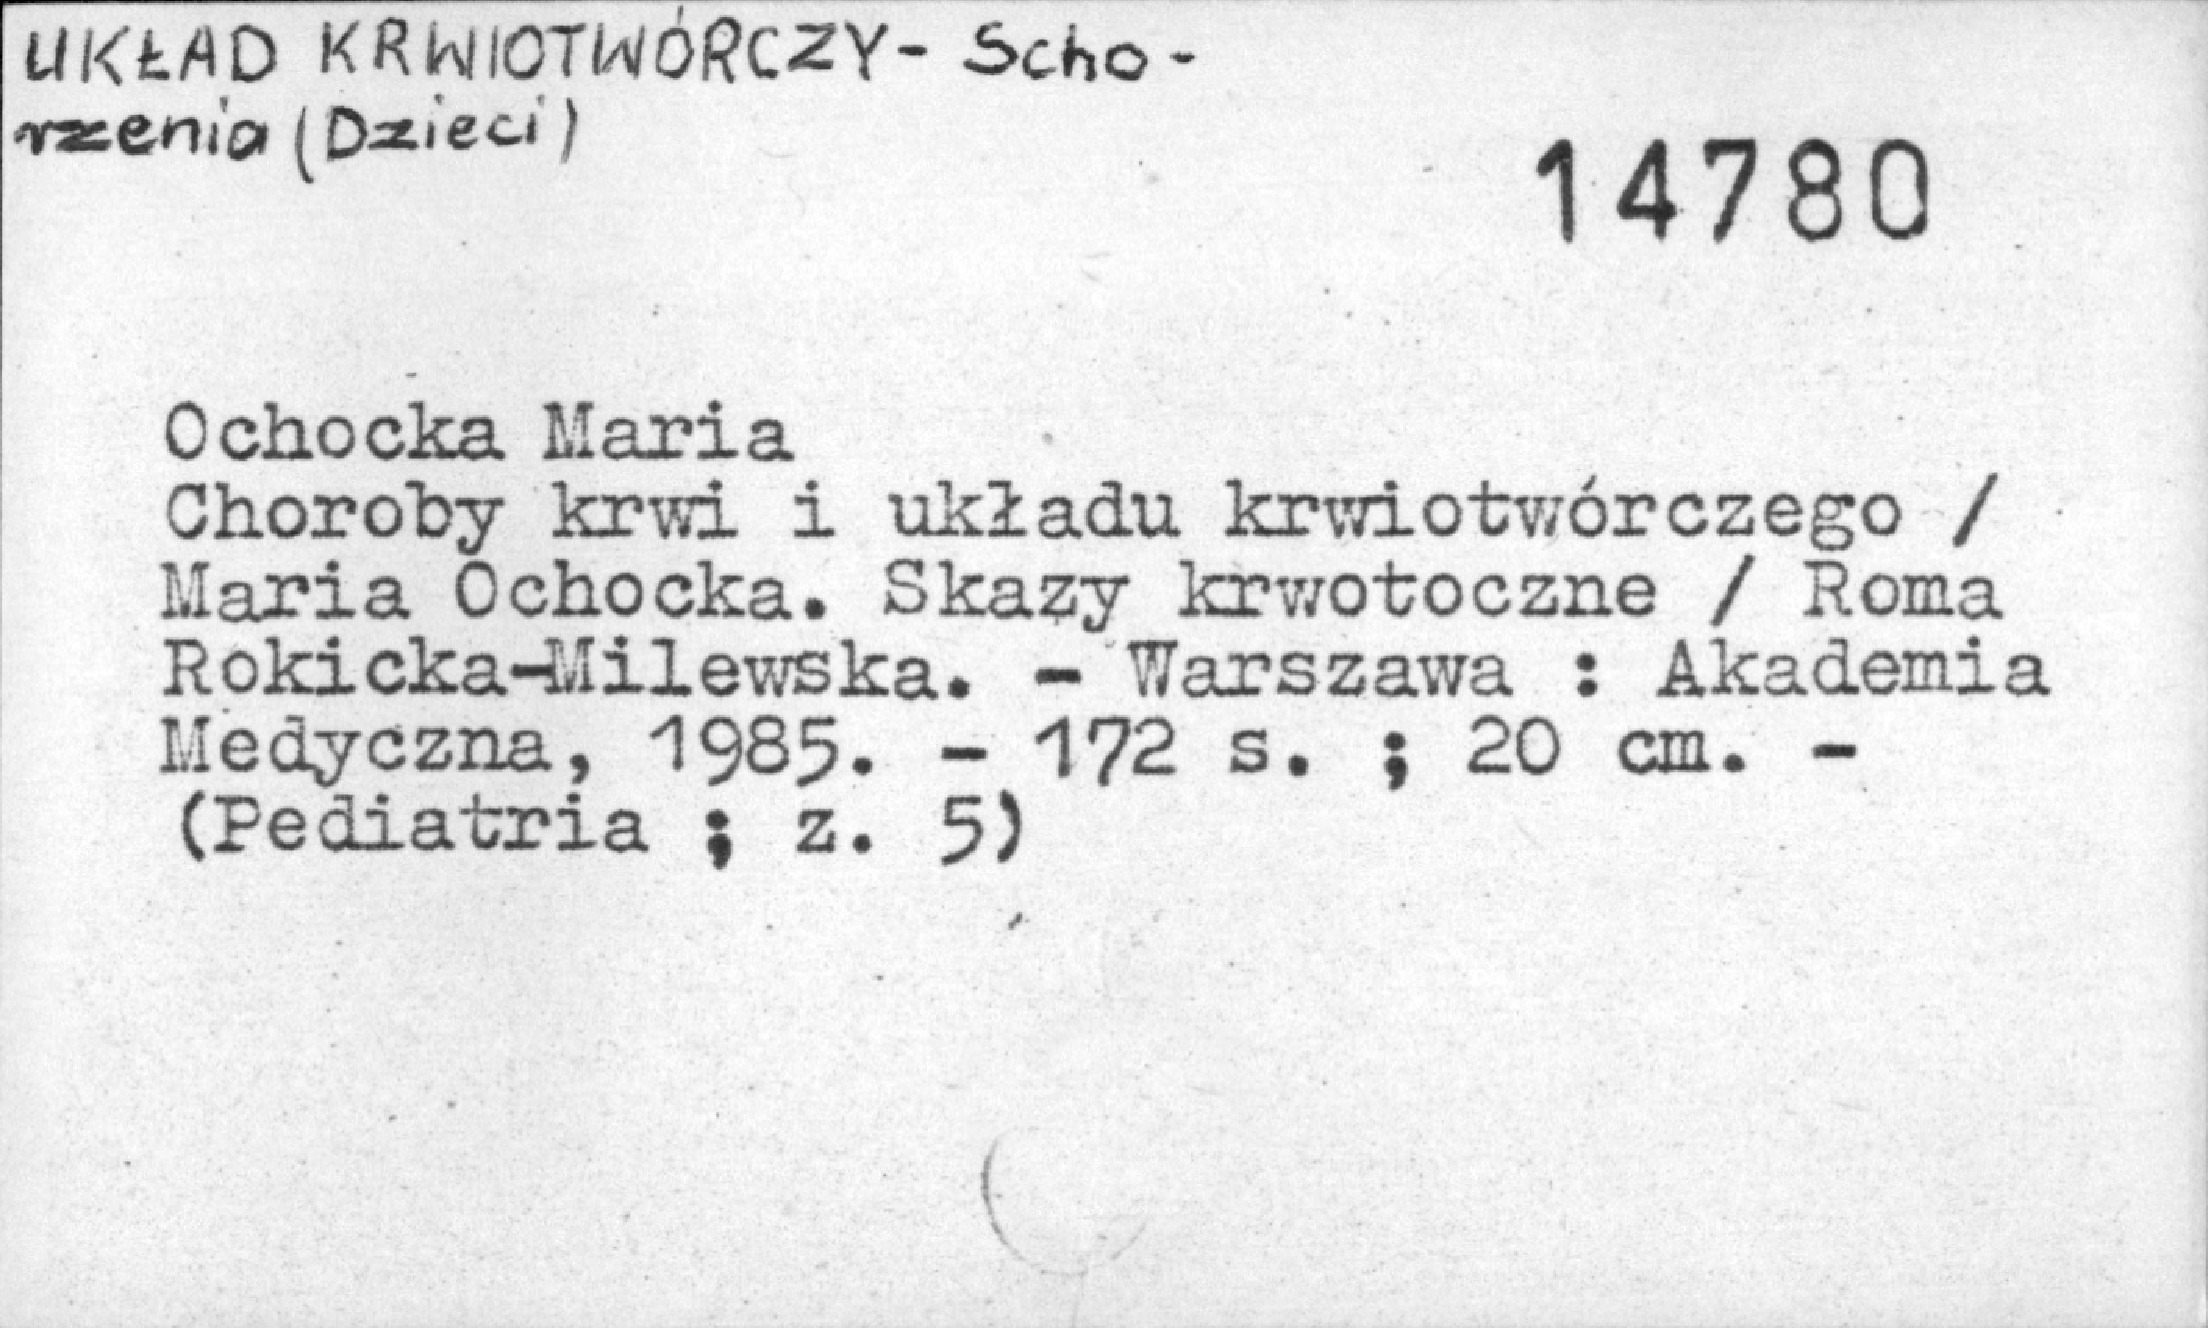 UKŁAD KRWIOTWÓRCZY - Scho-
rzenia (Dzieci)
14780
Ochocka Maria
Choroby krwi i układu krwiotwórczego /
Maria Ochocka. Skazy krwotoczne / Roma
Rokicka-Milewska. - Warszawa : Akademia
Medyczna, 1985. - 172 s. ; 20 cm. -
(Pediatria ; z. 5)